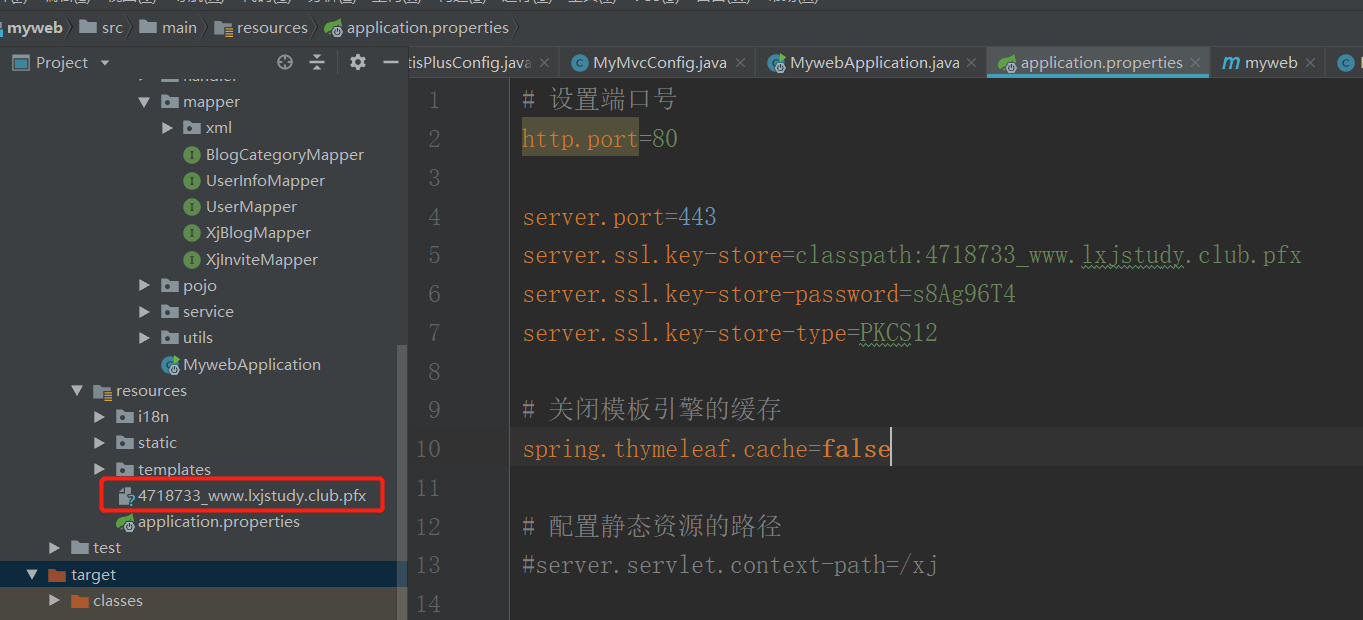 myweb src main resources application.properties
Project
tisPlusConfig.java MyMvcConfig.java MywebApplication.java application.properties myweb
mapper
xml
BlogCategoryMapper
UserInfoMapper
UserMapper
XjBlogMapper
XjInviteMapper
pojo
service
utils
MywebApplication
resources
i18n
static
templates
4718733_www.lxjstudy.club.pfx
application.properties
test
target
classes
1 # 设置端口号
2 http.port=80
3
4 server.port=443
5 server.ssl.key-store=classpath:4718733_www.lxjstudy.club.pfx
6 server.ssl.key-store-password=s8Ag96T4
7 server.ssl.key-store-type=PKCS12
8
9 # 关闭模板引擎的缓存
10 spring.thymeleaf.cache=false
11
12 # 配置静态资源的路径
13 #server.servlet.context-path=/xj
14